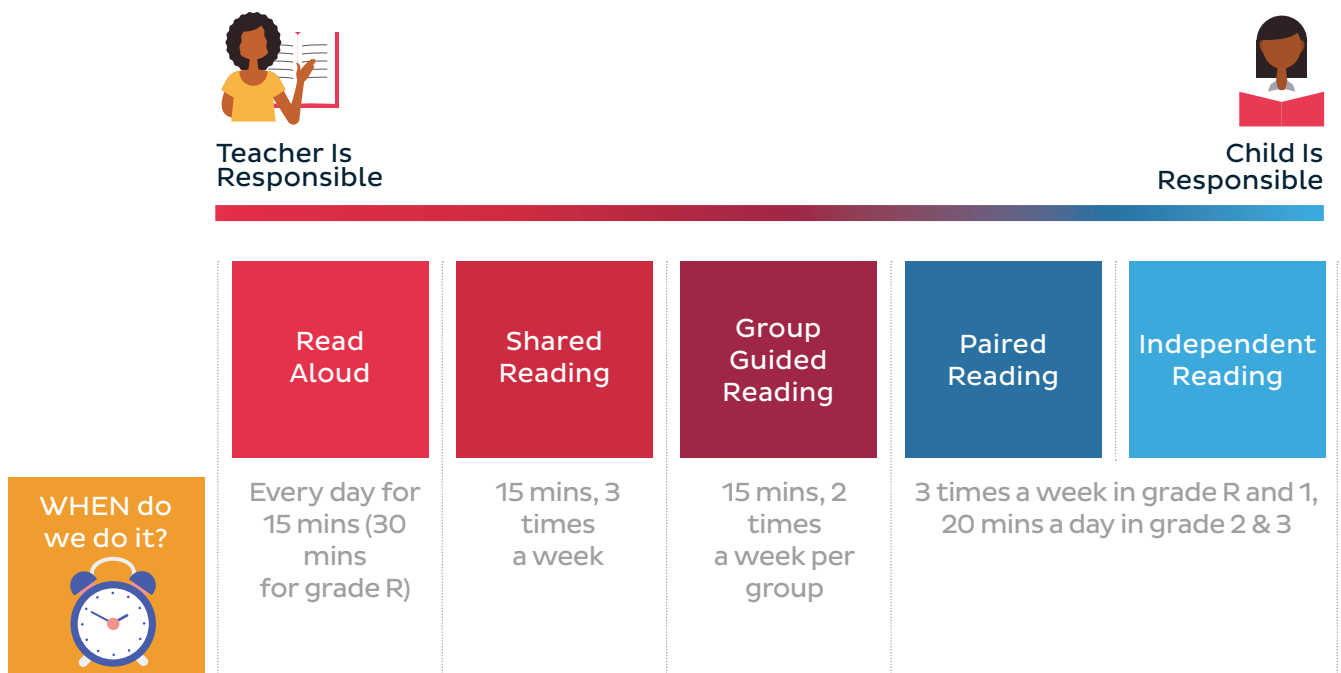 Teacher Is
Responsible
Child Is
Responsible
Read
Aloud
Shared
Reading
Group
Guided
Reading
Paired
Reading
Independent
Reading
WHEN do
we do it?
Every day for
15 mins (30
mins
for grade R)
15 mins, 3
times
a week
15 mins, 2
times
a week per
group
3 times a week in grade R and 1,
20 mins a day in grade 2 & 3